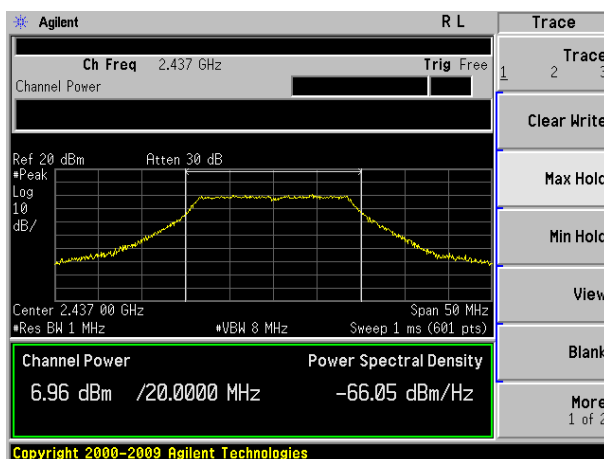 Agilent R L Trace
Ch Freq 2.437 GHz Trig Free
Channel Power
Trace
1 2 3
Clear Write
Max Hold
Min Hold
View
Blank
More
1 of 2
Ref 20 dBm Atten 30 dB
#Peak
Log
10
dB/
Center 2.437 00 GHz Span 50 MHz
#Res BW 1 MHz #VBW 8 MHz Sweep 1 ms (601 pts)
Channel Power Power Spectral Density
6.96 dBm /20.0000 MHz -66.05 dBm/Hz
Copyright 2000-2009 Agilent Technologies